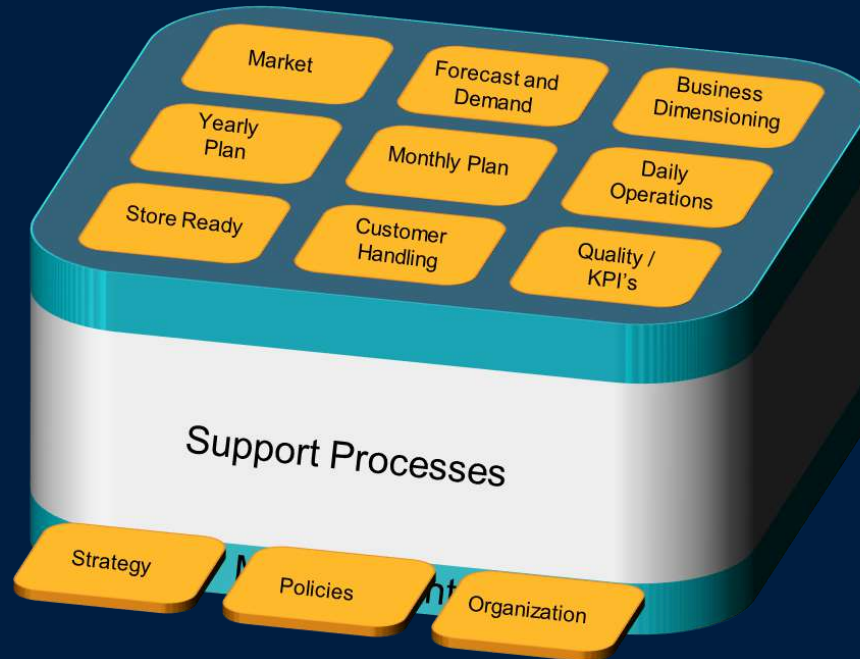 Market
Forecast and
Demand
Business
Dimensioning
Yearly
Plan
Monthly Plan
Daily
Operations
Store Ready
Customer
Handling
Quality /
KPI's
Support Processes
Strategy
Policies
Organization